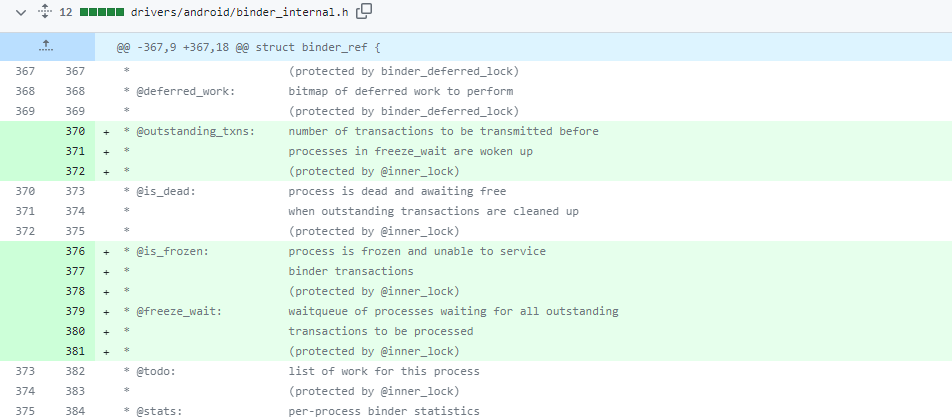 12 drivers/android/binder_internal.h
@@ -367,9 +367,18 @@ struct binder_ref {
367 367 * (protected by binder_deferred_lock)
368 368 * @deferred_work: bitmap of deferred work to perform
369 369 * (protected by binder_deferred_lock)
370 + * @outstanding_txns: number of transactions to be transmitted before
371 + * processes in freeze_wait are woken up
372 + * (protected by @inner_lock)
370 373 * @is_dead: process is dead and awaiting free
371 374 * when outstanding transactions are cleaned up
372 375 * (protected by @inner_lock)
376 + * @is_frozen: process is frozen and unable to service
377 + * binder transactions
378 + * (protected by @inner_lock)
379 + * @freeze_wait: waitqueue of processes waiting for all outstanding
380 + * transactions to be processed
381 + * (protected by @inner_lock)
373 382 * @todo: list of work for this process
374 383 * (protected by @inner_lock)
375 384 * @stats: per-process binder statistics